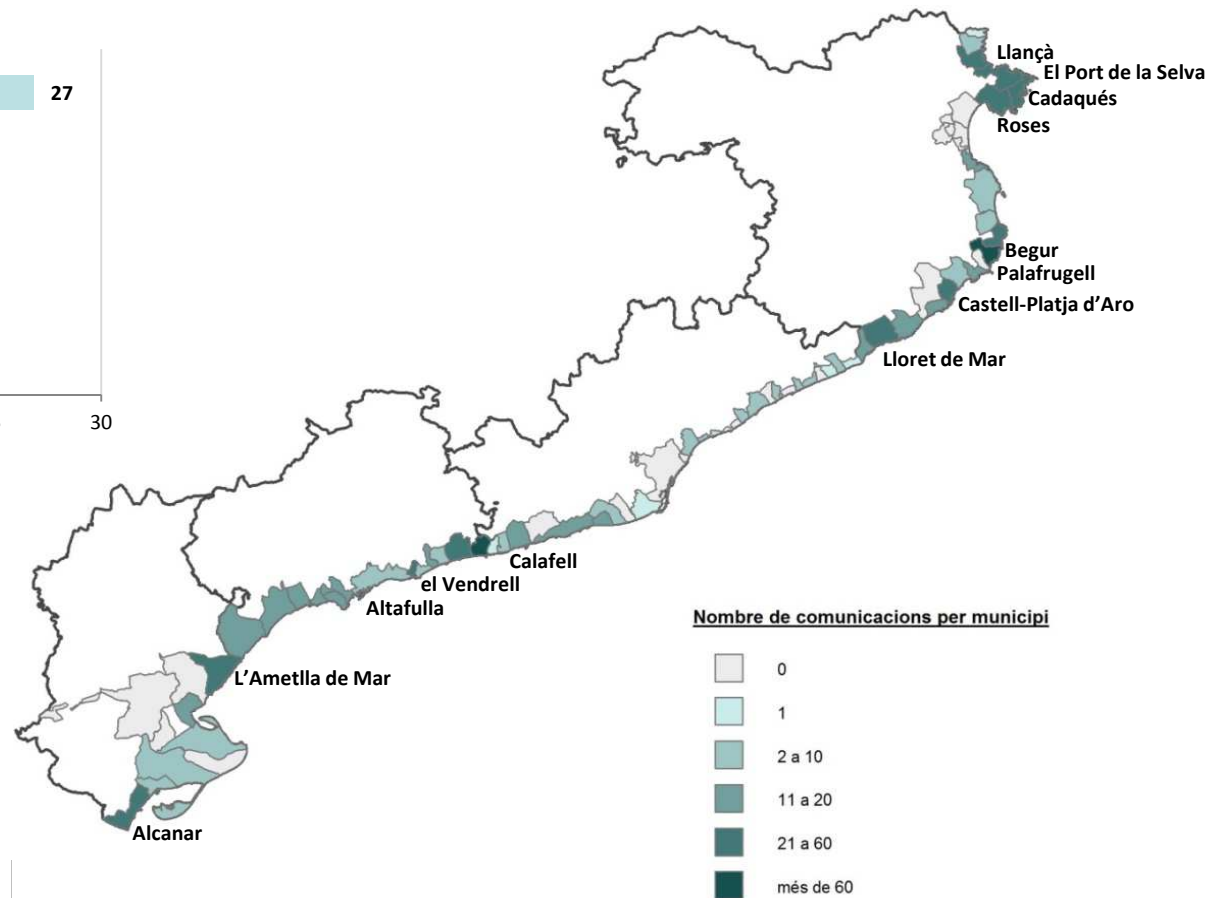 27
30
Llançà
El Port de la Selva
Cadaqués
Roses
Begur
Palafrugell
Castell-Platja d’Aro
Lloret de Mar
Calafell
el Vendrell
Altafulla
L’Ametlla de Mar
Alcanar
Nombre de comunicacions per municipi
0
1
2 a 10
11 a 20
21 a 60
més de 60